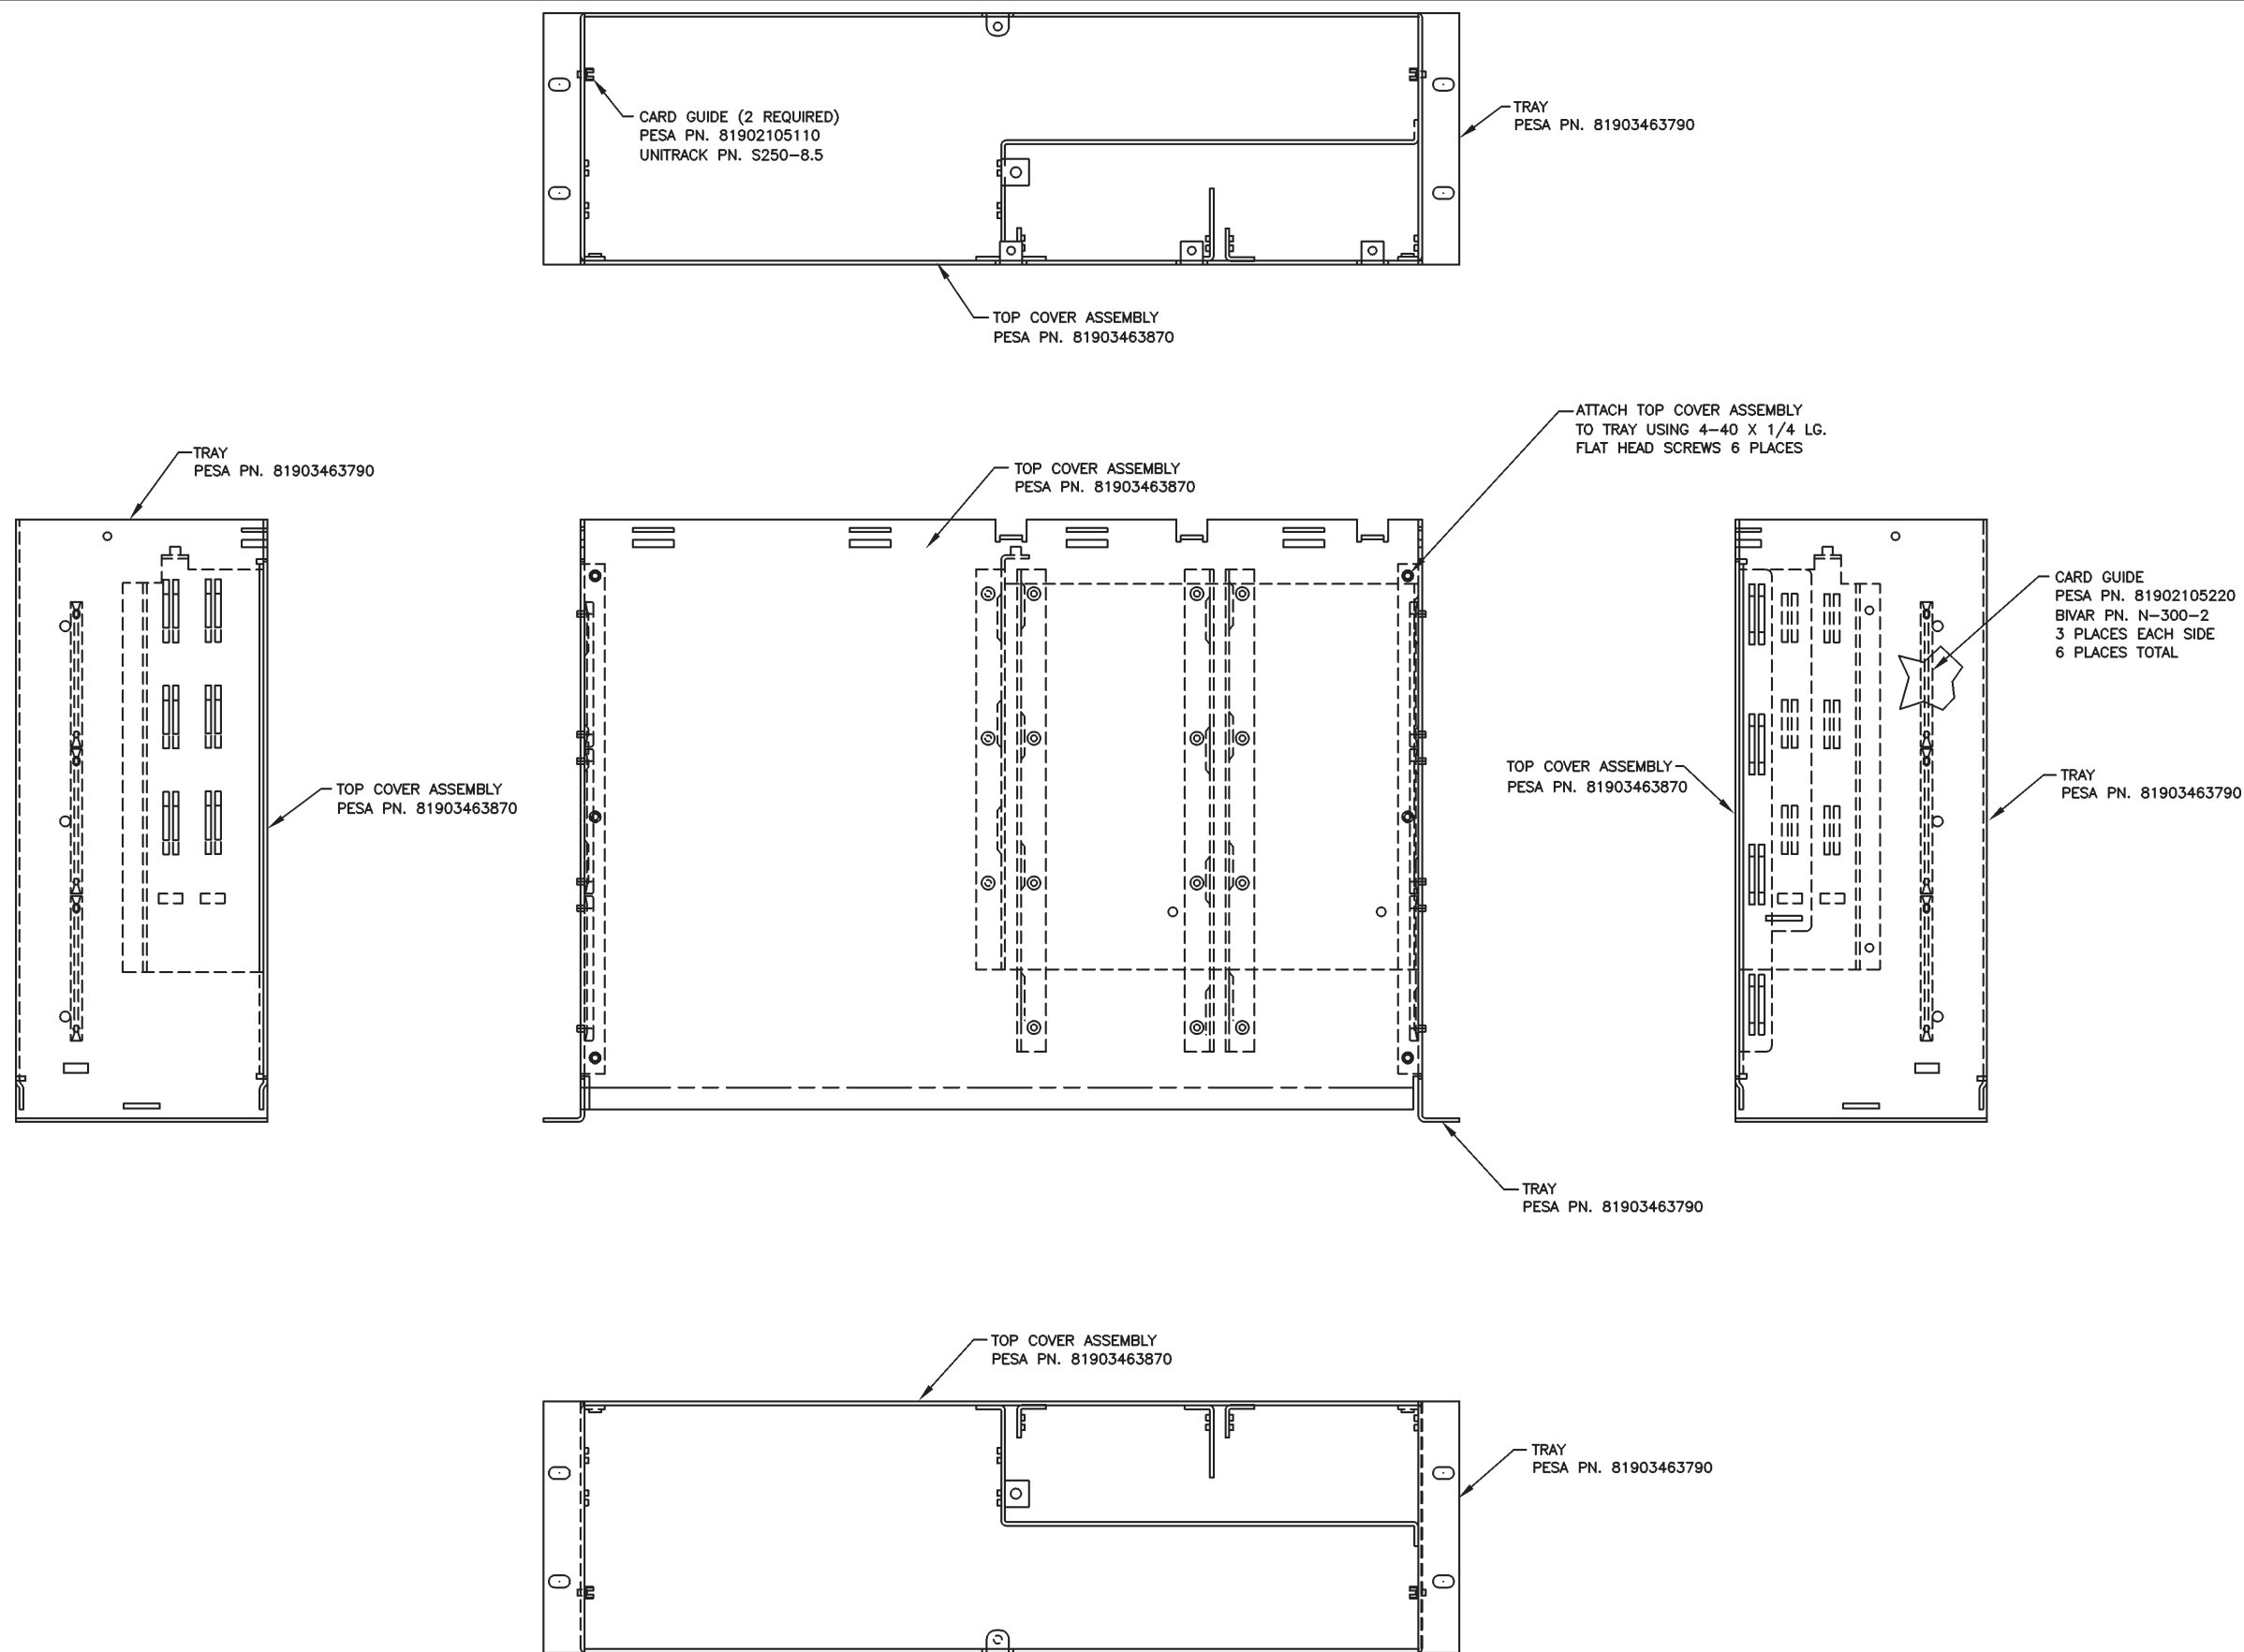 CARD GUIDE (2 REQUIRED)
PESA PN. 81902105110
UNITRACK PN. S250-8.5
TRAY
PESA PN. 81903463790
TOP COVER ASSEMBLY
PESA PN. 81903463870
ATTACH TOP COVER ASSEMBLY
TO TRAY USING 4-40 X 1/4 LG.
FLAT HEAD SCREWS 6 PLACES
TRAY
PESA PN. 81903463790
TOP COVER ASSEMBLY
PESA PN. 81903463870
CARD GUIDE
PESA PN. 81902105220
BIVAR PN. N-300-2
3 PLACES EACH SIDE
6 PLACES TOTAL
TOP COVER ASSEMBLY
PESA PN. 81903463870
TOP COVER ASSEMBLY
PESA PN. 81903463870
TRAY
PESA PN. 81903463790
TRAY
PESA PN. 81903463790
TOP COVER ASSEMBLY
PESA PN. 81903463870
TRAY
PESA PN. 81903463790